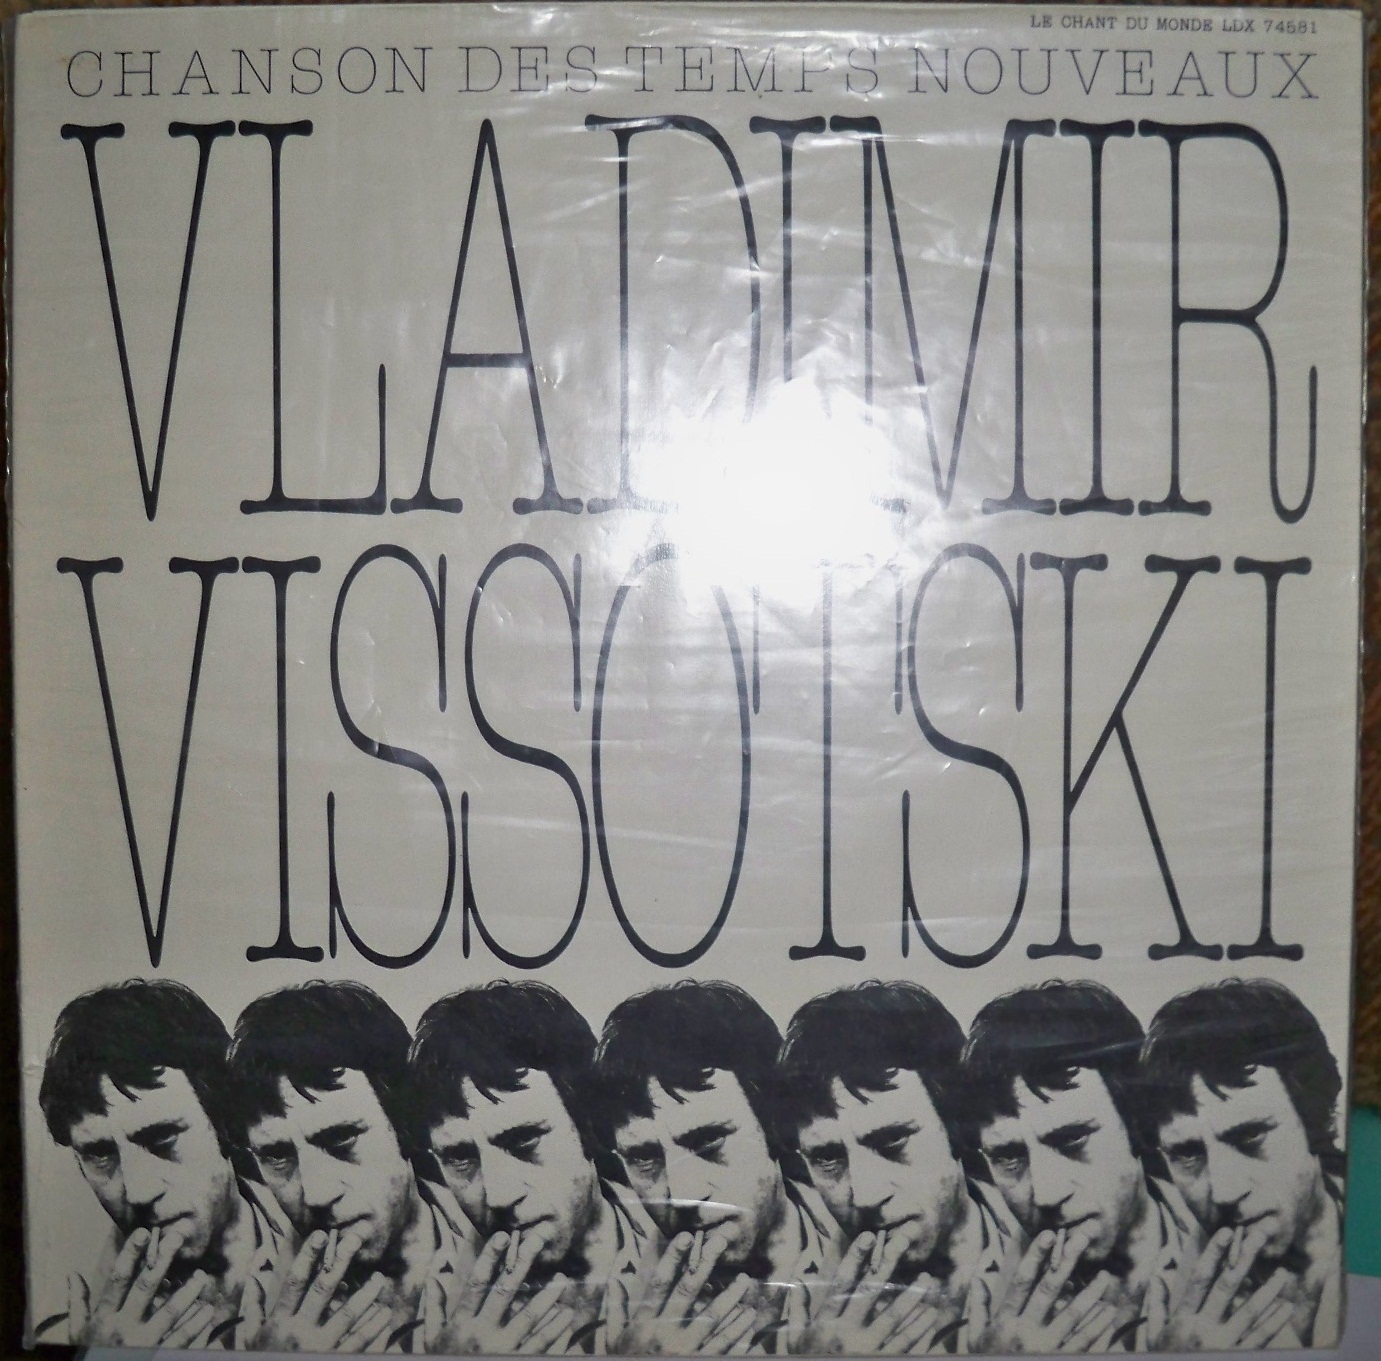 LE CHANT DU MONDE LDX 74581
CHANSON DES TEMPS NOUVEAUX
VLADIMIR
VISSOTSKI